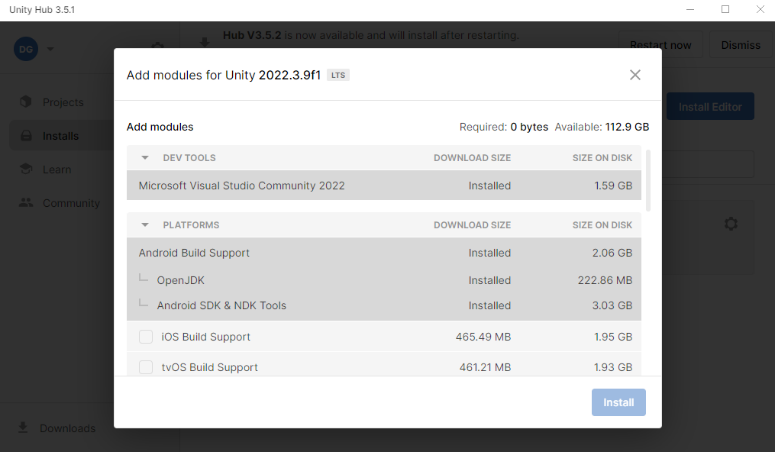 Unity Hub 3.5.1
DG
Hub V3.5.2 is now available and will install after restarting.
Restart now
Dismiss
Projects
Installs
Learn
Community
Downloads
Install Editor
Add modules for Unity 2022.3.9f1 LTS
Add modules
Required: 0 bytes Available: 112.9 GB
DEV TOOLS DOWNLOAD SIZE SIZE ON DISK
Microsoft Visual Studio Community 2022 Installed 1.59 GB
PLATFORMS DOWNLOAD SIZE SIZE ON DISK
Android Build Support Installed 2.06 GB
OpenJDK Installed 222.86 MB
Android SDK & NDK Tools Installed 3.03 GB
iOS Build Support 465.49 MB 1.95 GB
tvOS Build Support 461.21 MB 1.93 GB
Install